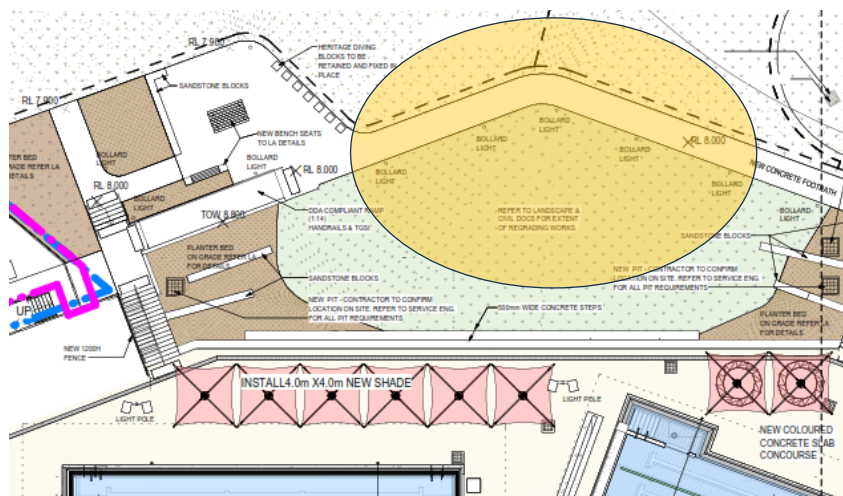 RL 7.900
HERITAGE DIVING
BLOCKS TO BE
RETAINED AND FIXED IN
PLACE
SANDSTONE BLOCKS
RL 7.900
NEW BENCH SEATS
TO LA DETAILS
BOLLARD
LIGHT
BOLLARD
LIGHT
TER BED
GRADE REFER LA
DETAILS
RL 8.000
RL 8.000
BOLLARD
LIGHT
BOLLARD
LIGHT
BOLLARD
LIGHT
BOLLARD
LIGHT
BOLLARD
LIGHT
BOLLARD
LIGHT
RL 8.000
NEW CONCRETE FOOTPATH
BOLLARD
LIGHT
TOW 8.800
DDA COMPLIANT RAMP
(1:14)
HANDRAILS & TGSI
REFER TO LANDSCAPE &
CIVIL DOCS FOR EXTENT
OF REGRADING WORKS.
SANDSTONE BLOCKS
PLANTER BED
ON GRADE REFER LA
FOR DETAILS
SANDSTONE BLOCKS
NEW PIT - CONTRACTOR TO CONFIRM
LOCATION ON SITE. REFER TO SERVICE ENG.
FOR ALL PIT REQUIREMENTS
NEW PIT - CONTRACTOR TO CONFIRM
LOCATION ON SITE. REFER TO SERVICE ENG.
FOR ALL PIT REQUIREMENTS
500mm WIDE CONCRETE STEPS
UP
PLANTER BED
ON GRADE REFER LA
FOR DETAILS
NEW 1200H
FENCE
INSTALL4.0m X4.0m NEW SHADE
LIGHT POLE
LIGHT POLE
NEW COLOURED
CONCRETE SLAB
CONCOURSE